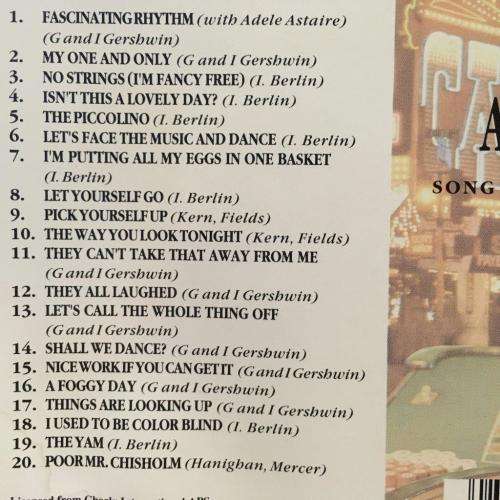 1. FASCINATING RHYTHM (with Adele Astaire)
(G and I Gershwin)
2. MY ONE AND ONLY (G and I Gershwin)
3. NO STRINGS (I'M FANCY FREE) (I. Berlin)
4. ISN'T THIS A LOVELY DAY? (I. Berlin)
5. THE PICCOLINO (I. Berlin)
6. LET'S FACE THE MUSIC AND DANCE (I. Berlin)
7. I'M PUTTING ALL MY EGGS IN ONE BASKET
(I. Berlin)
8. LET YOURSELF GO (I. Berlin)
9. PICK YOURSELF UP (Kern, Fields)
10. THE WAY YOU LOOK TONIGHT (Kern, Fields)
11. THEY CAN'T TAKE THAT AWAY FROM ME
(G and I Gershwin)
12. THEY ALL LAUGHED (G and I Gershwin)
13. LET'S CALL THE WHOLE THING OFF
(G and I Gershwin)
14. SHALL WE DANCE? (G and I Gershwin)
15. NICE WORK IF YOU CAN GET IT (G and I Gershwin)
16. A FOGGY DAY (G and I Gershwin)
17. THINGS ARE LOOKING UP (G and I Gershwin)
18. I USED TO BE COLOR BLIND (I. Berlin)
19. THE YAM (I. Berlin)
20. POOR MR. CHISHOLM (Hanighan, Mercer)
A
SONG